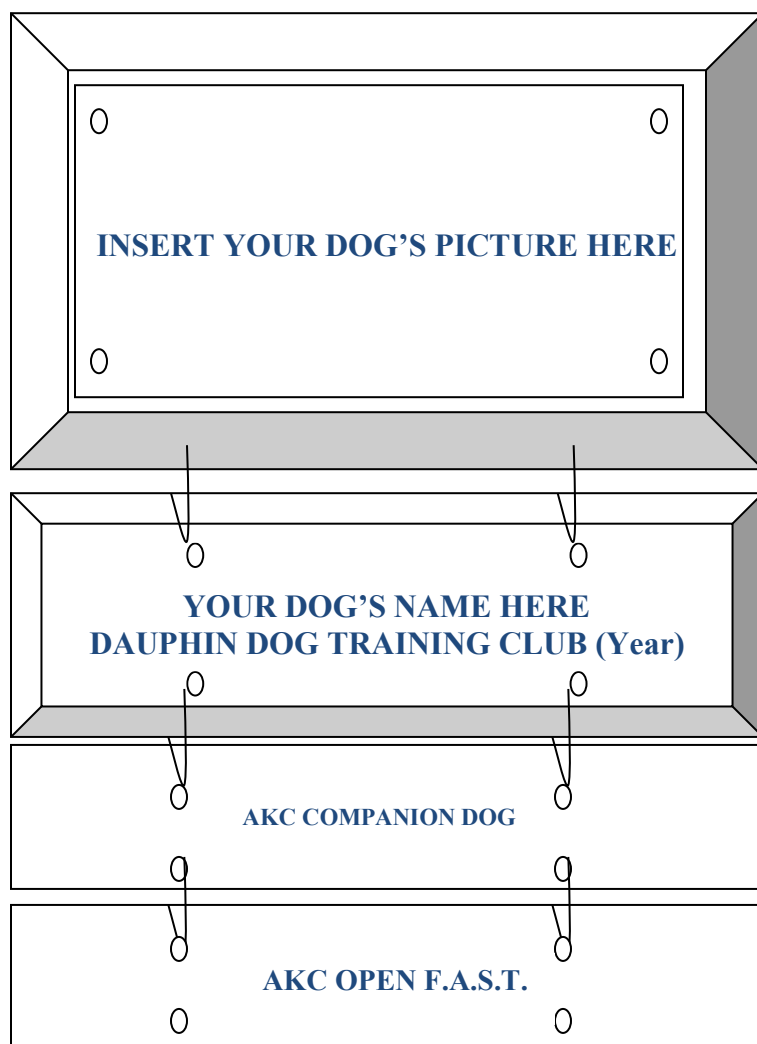 INSERT YOUR DOG’S PICTURE HERE
YOUR DOG’S NAME HERE
DAUPHIN DOG TRAINING CLUB (Year)
AKC COMPANION DOG
AKC OPEN F.A.S.T.